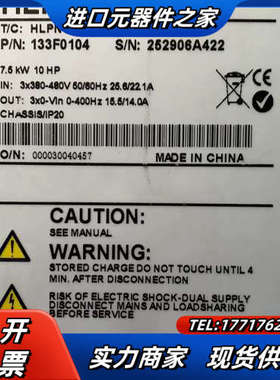 进口元器件之家
T/C: HLPN
P/N: 133F0104 S/N: 252906A422
7.5 kW 10 HP
IN: 3x380-480V 50/60Hz 25.6/22.1A
OUT: 3x0-Vin 0-400Hz 15.5/14.0A
CHASSIS/IP20
O/N: 000030040457 MADE IN CHINA
CAUTION:
SEE MANUAL
WARNING:
STORED CHARGE DO NOT TOUCH UNTIL 4
MIN. AFTER DISCONNECTION
RISK OF ELECTRIC SHOCK-DUAL SUPPLY
DISCONNECT MAINS AND LOADSHARING
BEFORE SERVICE
可开
票
TEL:1771762
实力商家 现货供